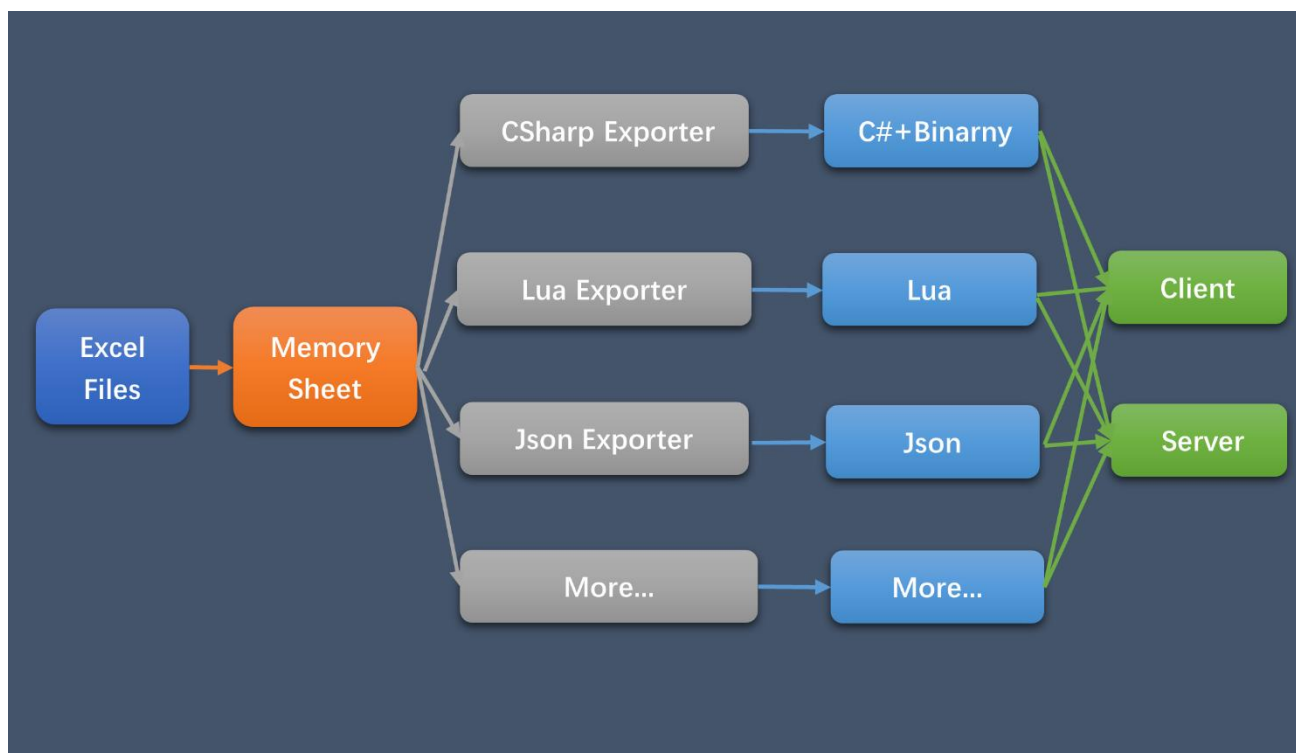 CSharp Exporter
C#+Binarny
Lua Exporter
Lua
Client
Excel
Files
Memory
Sheet
Json Exporter
Json
Server
More...
More...